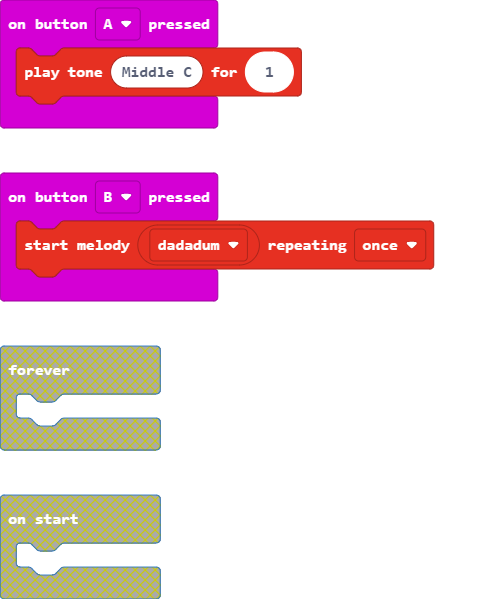 on button A pressed
play tone Middle C for 1
on button B pressed
start melody dadadum repeating once
forever
on start